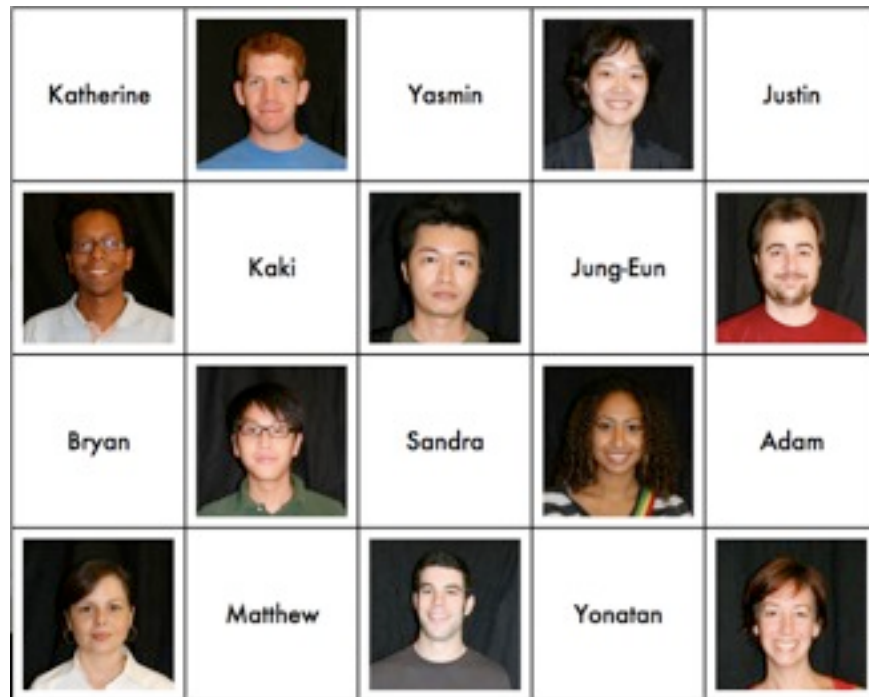 Katherine
Yasmin
Justin
Kaki
Jung-Eun
Bryan
Sandra
Adam
Matthew
Yonatan